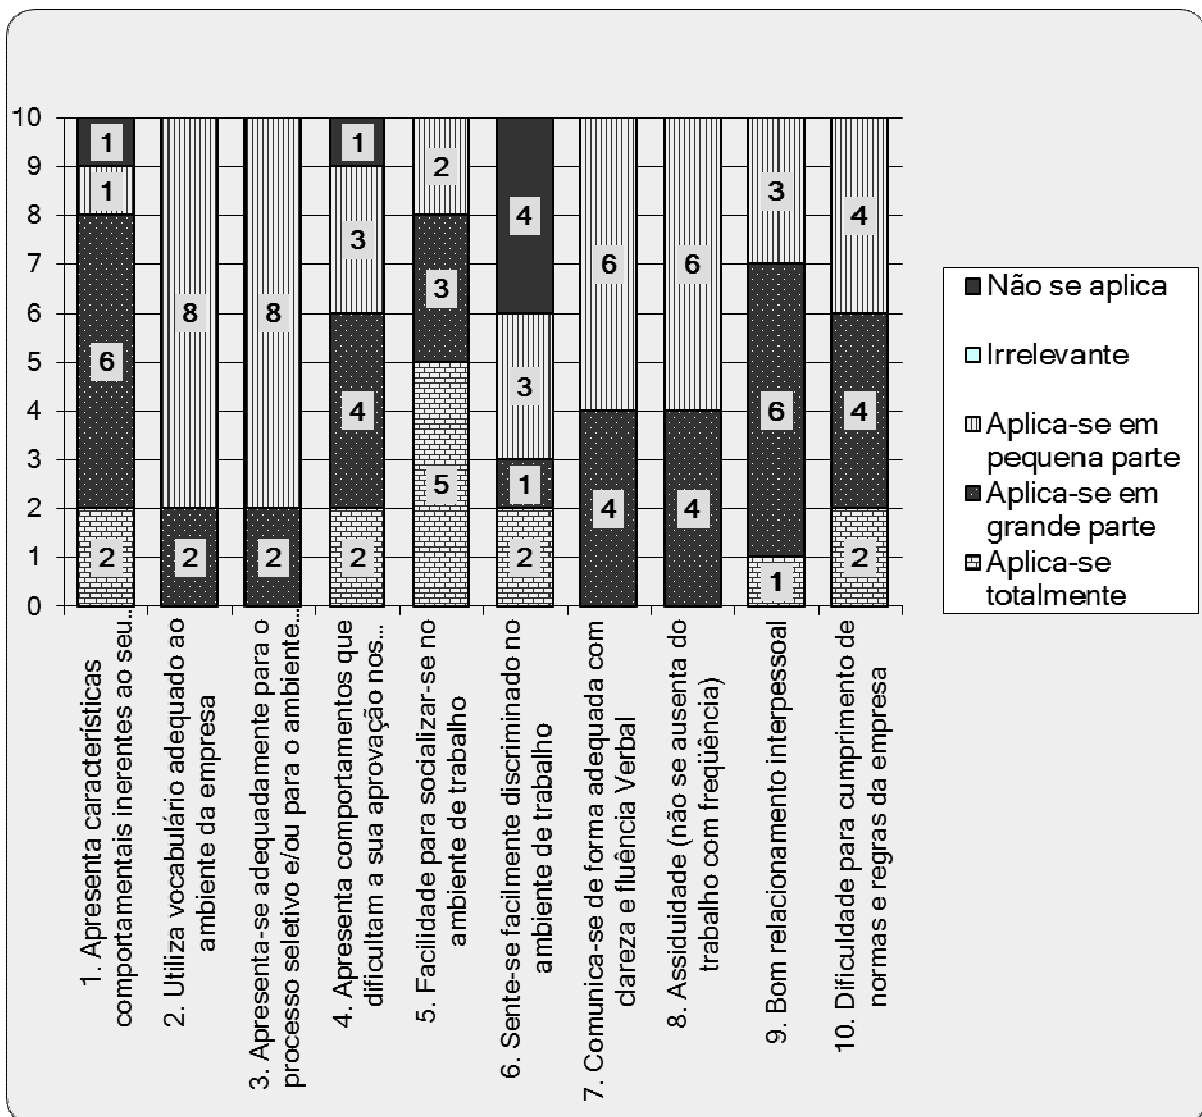 10
9
8
7
6
5
4
3
2
1
0
1
1
6
2
8
2
8
2
1
3
4
2
2
3
5
4
3
1
2
6
4
6
4
3
6
1
4
4
2
1. Apresenta características
comportamentais inerentes ao seu...
2. Utiliza vocabulário adequado ao
ambiente da empresa
3. Apresenta-se adequadamente para o
processo seletivo e/ou para o ambiente...
4. Apresenta comportamentos que
dificultam a sua aprovação nos...
5. Facilidade para socializar-se no
ambiente de trabalho
6. Sente-se facilmente discriminado no
ambiente de trabalho
7. Comunica-se de forma adequada com
clareza e fluência Verbal
8. Assiduidade (não se ausenta do
trabalho com freqüência)
9. Bom relacionamento interpessoal
10. Dificuldade para cumprimento de
normas e regras da empresa
Não se aplica
Irrelevante
Aplica-se em
pequena parte
Aplica-se em
grande parte
Aplica-se
totalmente